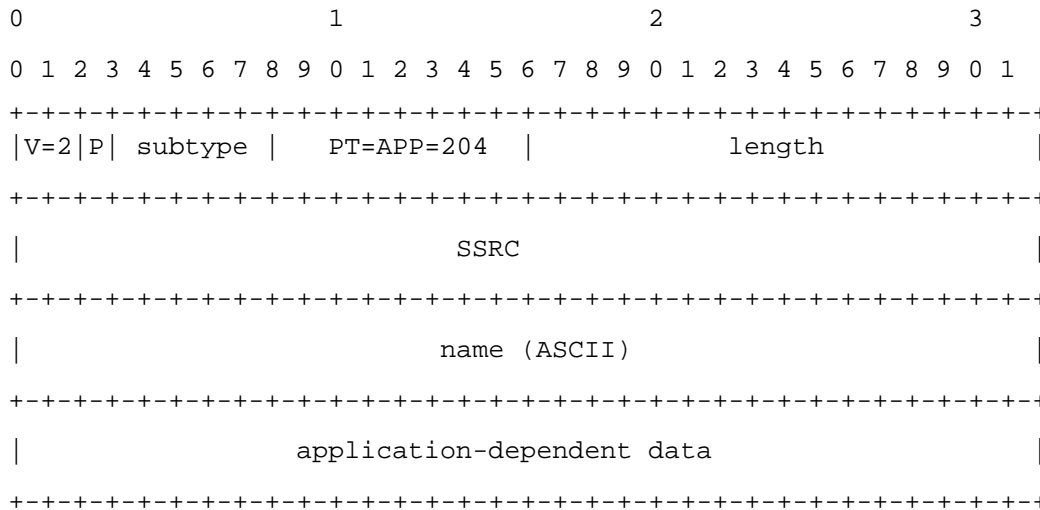 0                   1                   2                   3
0 1 2 3 4 5 6 7 8 9 0 1 2 3 4 5 6 7 8 9 0 1 2 3 4 5 6 7 8 9 0 1
+-+-+-+-+-+-+-+-+-+-+-+-+-+-+-+-+-+-+-+-+-+-+-+-+-+-+-+-+-+-+-+-+
|V=2|P| subtype |   PT=APP=204  |            length             |
+-+-+-+-+-+-+-+-+-+-+-+-+-+-+-+-+-+-+-+-+-+-+-+-+-+-+-+-+-+-+-+-+
|                           SSRC                                |
+-+-+-+-+-+-+-+-+-+-+-+-+-+-+-+-+-+-+-+-+-+-+-+-+-+-+-+-+-+-+-+-+
|                          name (ASCII)                         |
+-+-+-+-+-+-+-+-+-+-+-+-+-+-+-+-+-+-+-+-+-+-+-+-+-+-+-+-+-+-+-+-+
|                 application-dependent data                    |
+-+-+-+-+-+-+-+-+-+-+-+-+-+-+-+-+-+-+-+-+-+-+-+-+-+-+-+-+-+-+-+-+